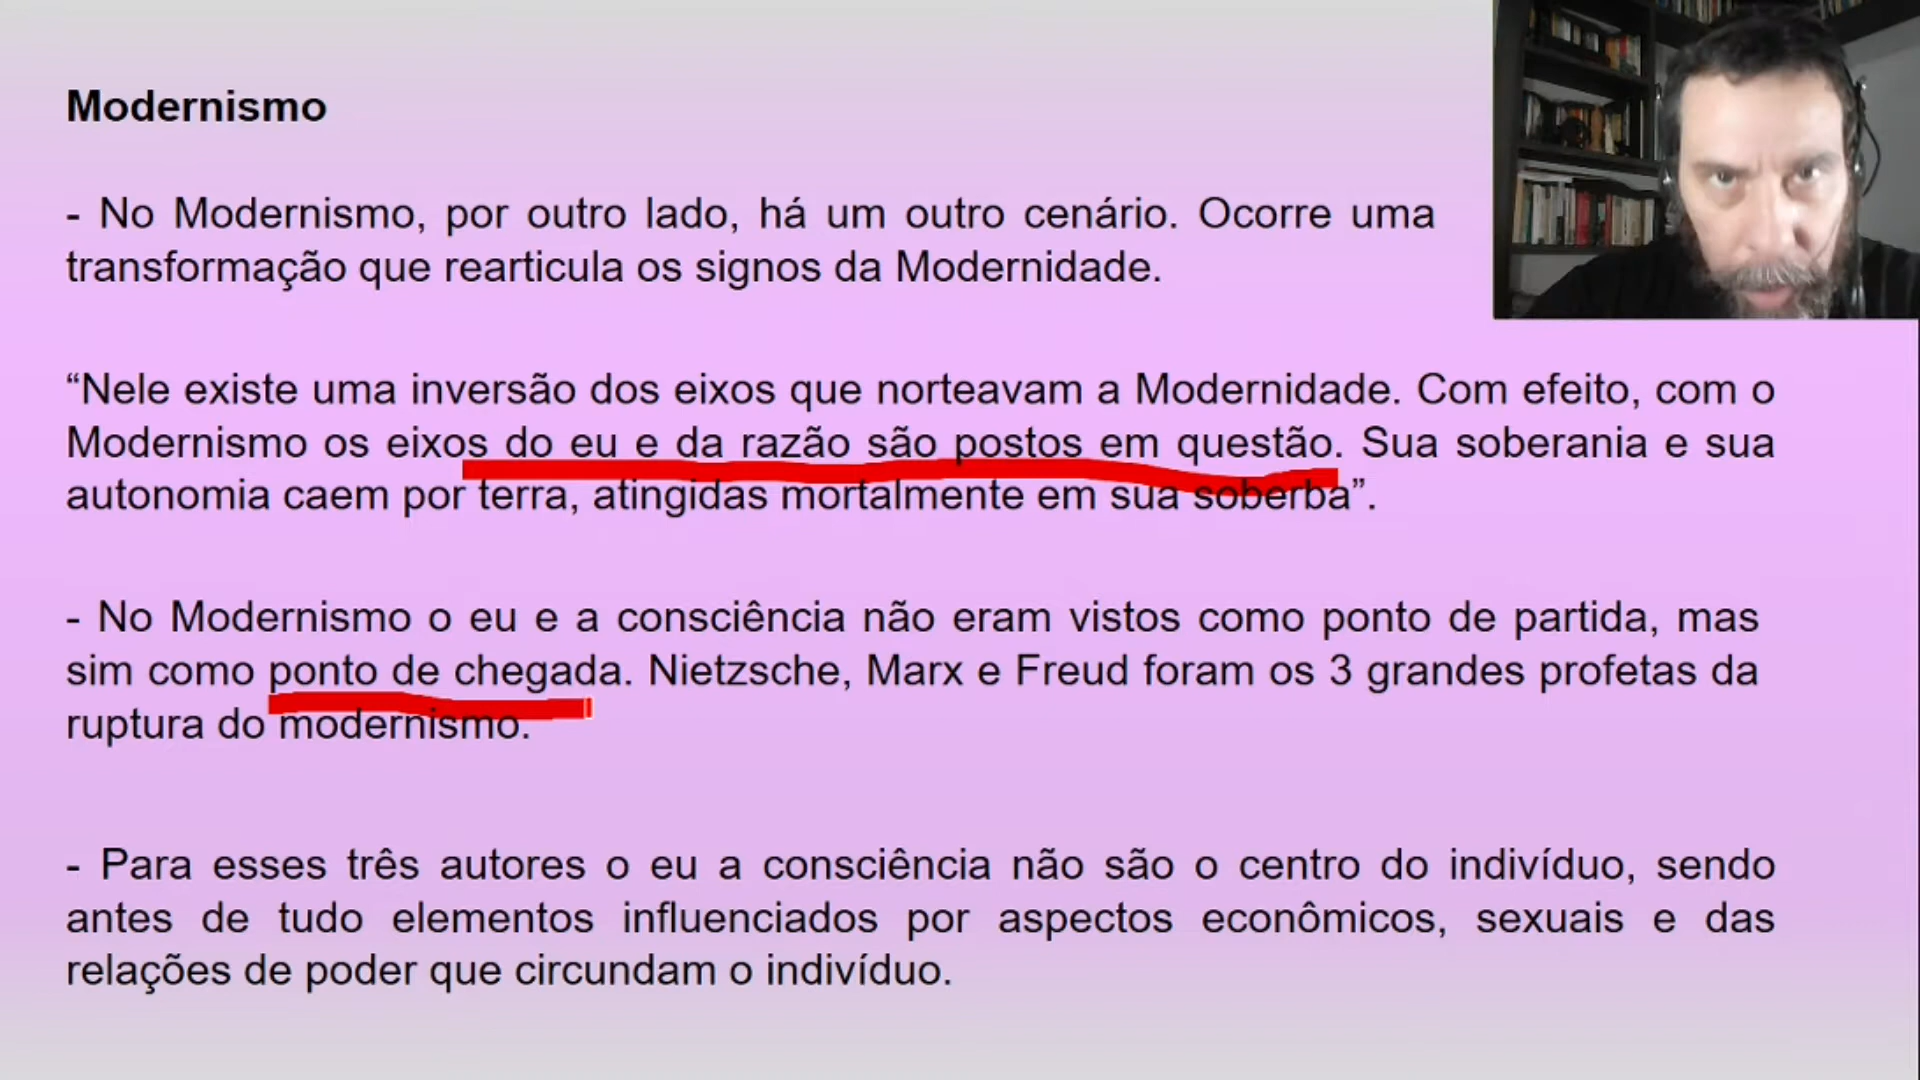 Modernismo
- No Modernismo, por outro lado, há um outro cenário. Ocorre uma
transformação que rearticula os signos da Modernidade.
“Nele existe uma inversão dos eixos que norteavam a Modernidade. Com efeito, com o
Modernismo os eixos do eu e da razão são postos em questão. Sua soberania e sua
autonomia caem por terra, atingidas mortalmente em sua soberba”.
- No Modernismo o eu e a consciência não eram vistos como ponto de partida, mas
sim como ponto de chegada. Nietzsche, Marx e Freud foram os 3 grandes profetas da
ruptura do modernismo.
- Para esses três autores o eu a consciência não são o centro do indivíduo, sendo
antes de tudo elementos influenciados por aspectos econômicos, sexuais e das
relações de poder que circundam o indivíduo.